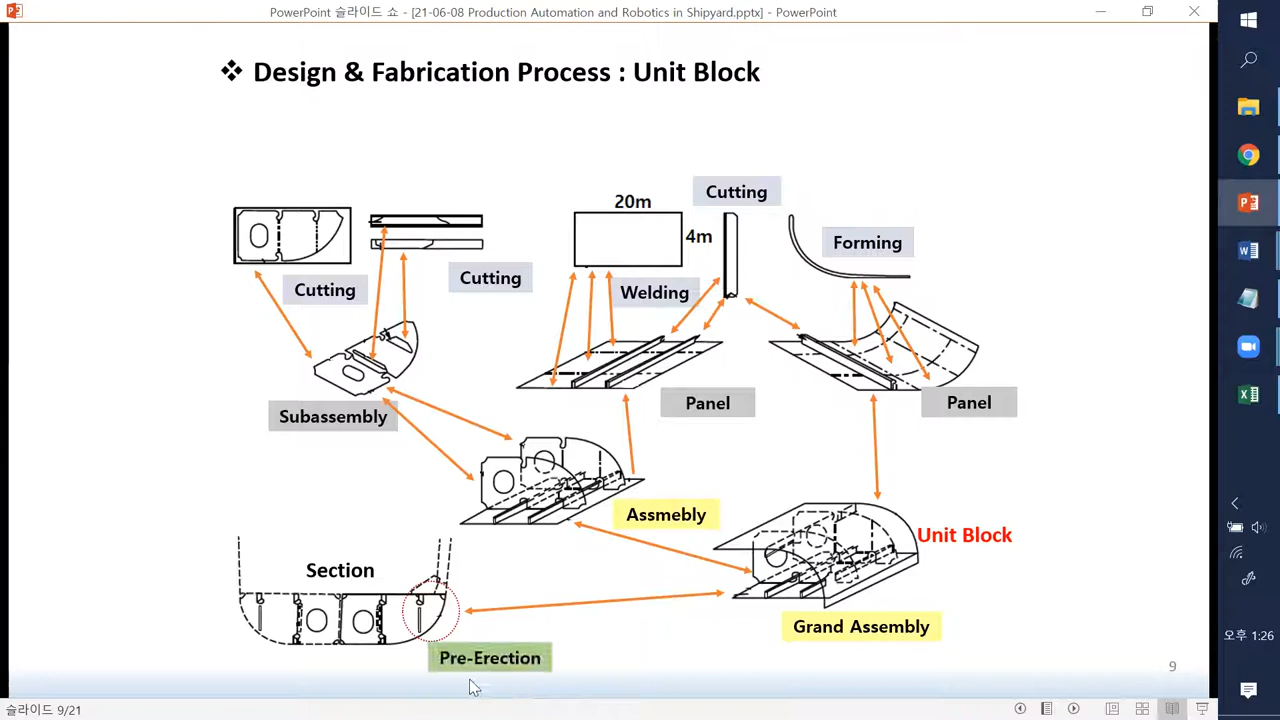 PowerPoint 슬라이드 쇼 - [21-06-08 Production Automation and Robotics in Shipyard.pptx] - PowerPoint
❖ Design & Fabrication Process : Unit Block
Cutting
20m
4m
Forming
Cutting
Cutting
Welding
Subassembly
Panel
Panel
Assmebly
Unit Block
Section
Grand Assembly
Pre-Erection
9
오후 1:26
슬라이드 9/21